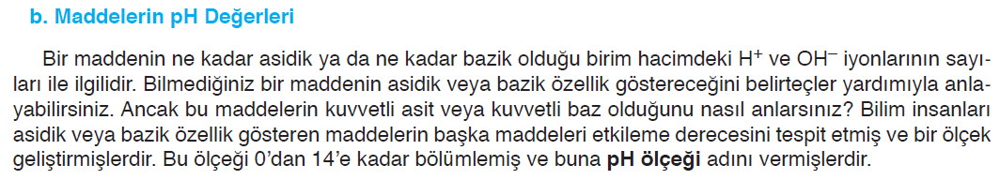 b. Maddelerin pH Değerleri
Bir maddenin ne kadar asidik ya da ne kadar bazik olduğu birim hacimdeki H⁺ ve OH⁻ iyonlarının sayı-
ları ile ilgilidir. Bilmediğiniz bir maddenin asidik veya bazik özellik göstereceğini belirteçler yardımıyla anla-
yabilirsiniz. Ancak bu maddelerin kuvvetli asit veya kuvvetli baz olduğunu nasıl anlarsınız? Bilim insanları
asidik veya bazik özellik gösteren maddelerin başka maddeleri etkileme derecesini tespit etmiş ve bir ölçek
geliştirmişlerdir. Bu ölçeği 0’dan 14’e kadar bölümlemiş ve buna pH ölçeği adını vermişlerdir.